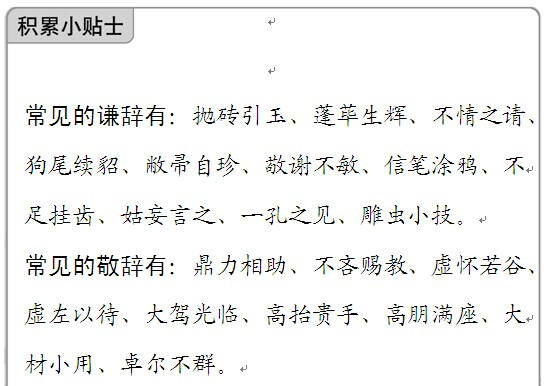 积累小贴士
常见的谦辞有：抛砖引玉、蓬荜生辉、不情之请、
狗尾续貂、敝帚自珍、敬谢不敏、信笔涂鸦、不
足挂齿、姑妄言之、一孔之见、雕虫小技。
常见的敬辞有：鼎力相助、不吝赐教、虚怀若谷、
虚左以待、大驾光临、高抬贵手、高朋满座、大
材小用、卓尔不群。